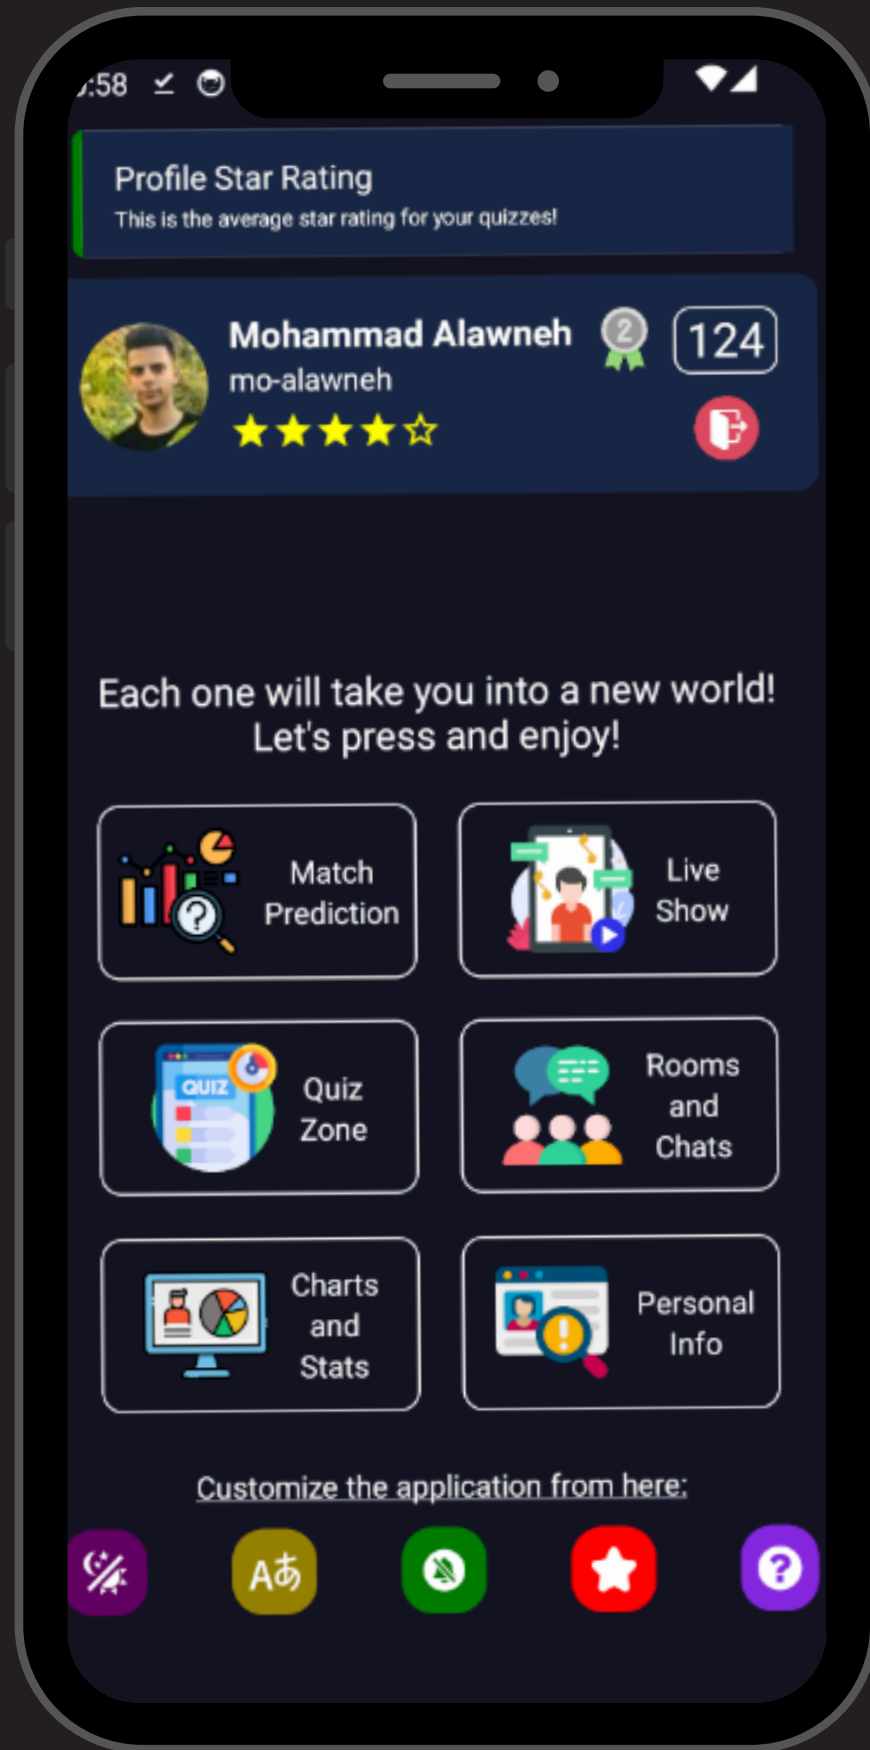 :58
Profile Star Rating
This is the average star rating for your quizzes!
Mohammad Alawneh
2
124
mo-alawneh
Each one will take you into a new world!
Let's press and enjoy!
Match
Prediction
Live
Show
QUIZ
Quiz
Zone
Rooms
and
Chats
Charts
and
Stats
Personal
Info
Customize the application from here:
Aあ
?